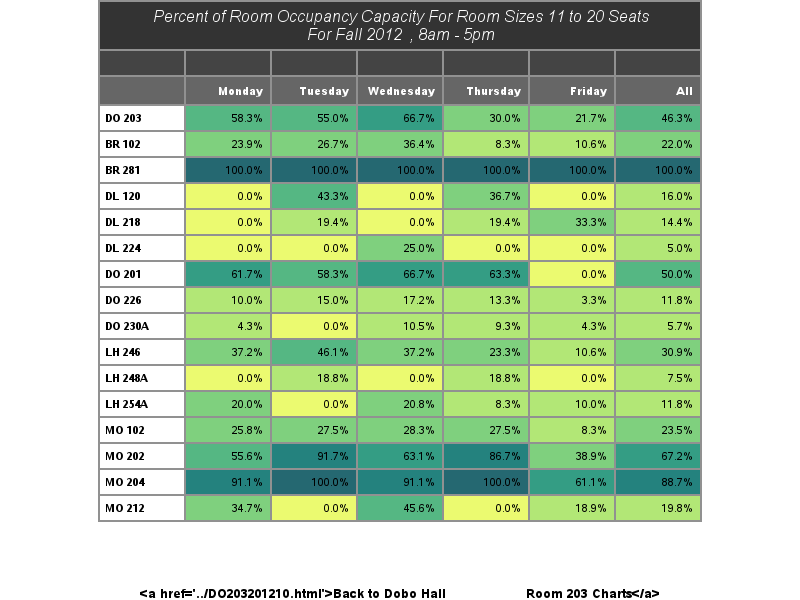 Percent of Room Occupancy Capacity For Room Sizes 11 to 20 Seats
For Fall 2012 , 8am - 5pm
Monday Tuesday Wednesday Thursday Friday All
DO 203 58.3% 55.0% 66.7% 30.0% 21.7% 46.3%
BR 102 23.9% 26.7% 36.4% 8.3% 10.6% 22.0%
BR 281 100.0% 100.0% 100.0% 100.0% 100.0% 100.0%
DL 120 0.0% 43.3% 0.0% 36.7% 0.0% 16.0%
DL 218 0.0% 19.4% 0.0% 19.4% 33.3% 14.4%
DL 224 0.0% 0.0% 25.0% 0.0% 0.0% 5.0%
DO 201 61.7% 58.3% 66.7% 63.3% 0.0% 50.0%
DO 226 10.0% 15.0% 17.2% 13.3% 3.3% 11.8%
DO 230A 4.3% 0.0% 10.5% 9.3% 4.3% 5.7%
LH 246 37.2% 46.1% 37.2% 23.3% 10.6% 30.9%
LH 248A 0.0% 18.8% 0.0% 18.8% 0.0% 7.5%
LH 254A 20.0% 0.0% 20.8% 8.3% 10.0% 11.8%
MO 102 25.8% 27.5% 28.3% 27.5% 8.3% 23.5%
MO 202 55.6% 91.7% 63.1% 86.7% 38.9% 67.2%
MO 204 91.1% 100.0% 91.1% 100.0% 61.1% 88.7%
MO 212 34.7% 0.0% 45.6% 0.0% 18.9% 19.8%
<a href='../DO203201210.html'>Back to Dobo Hall Room 203 Charts</a>